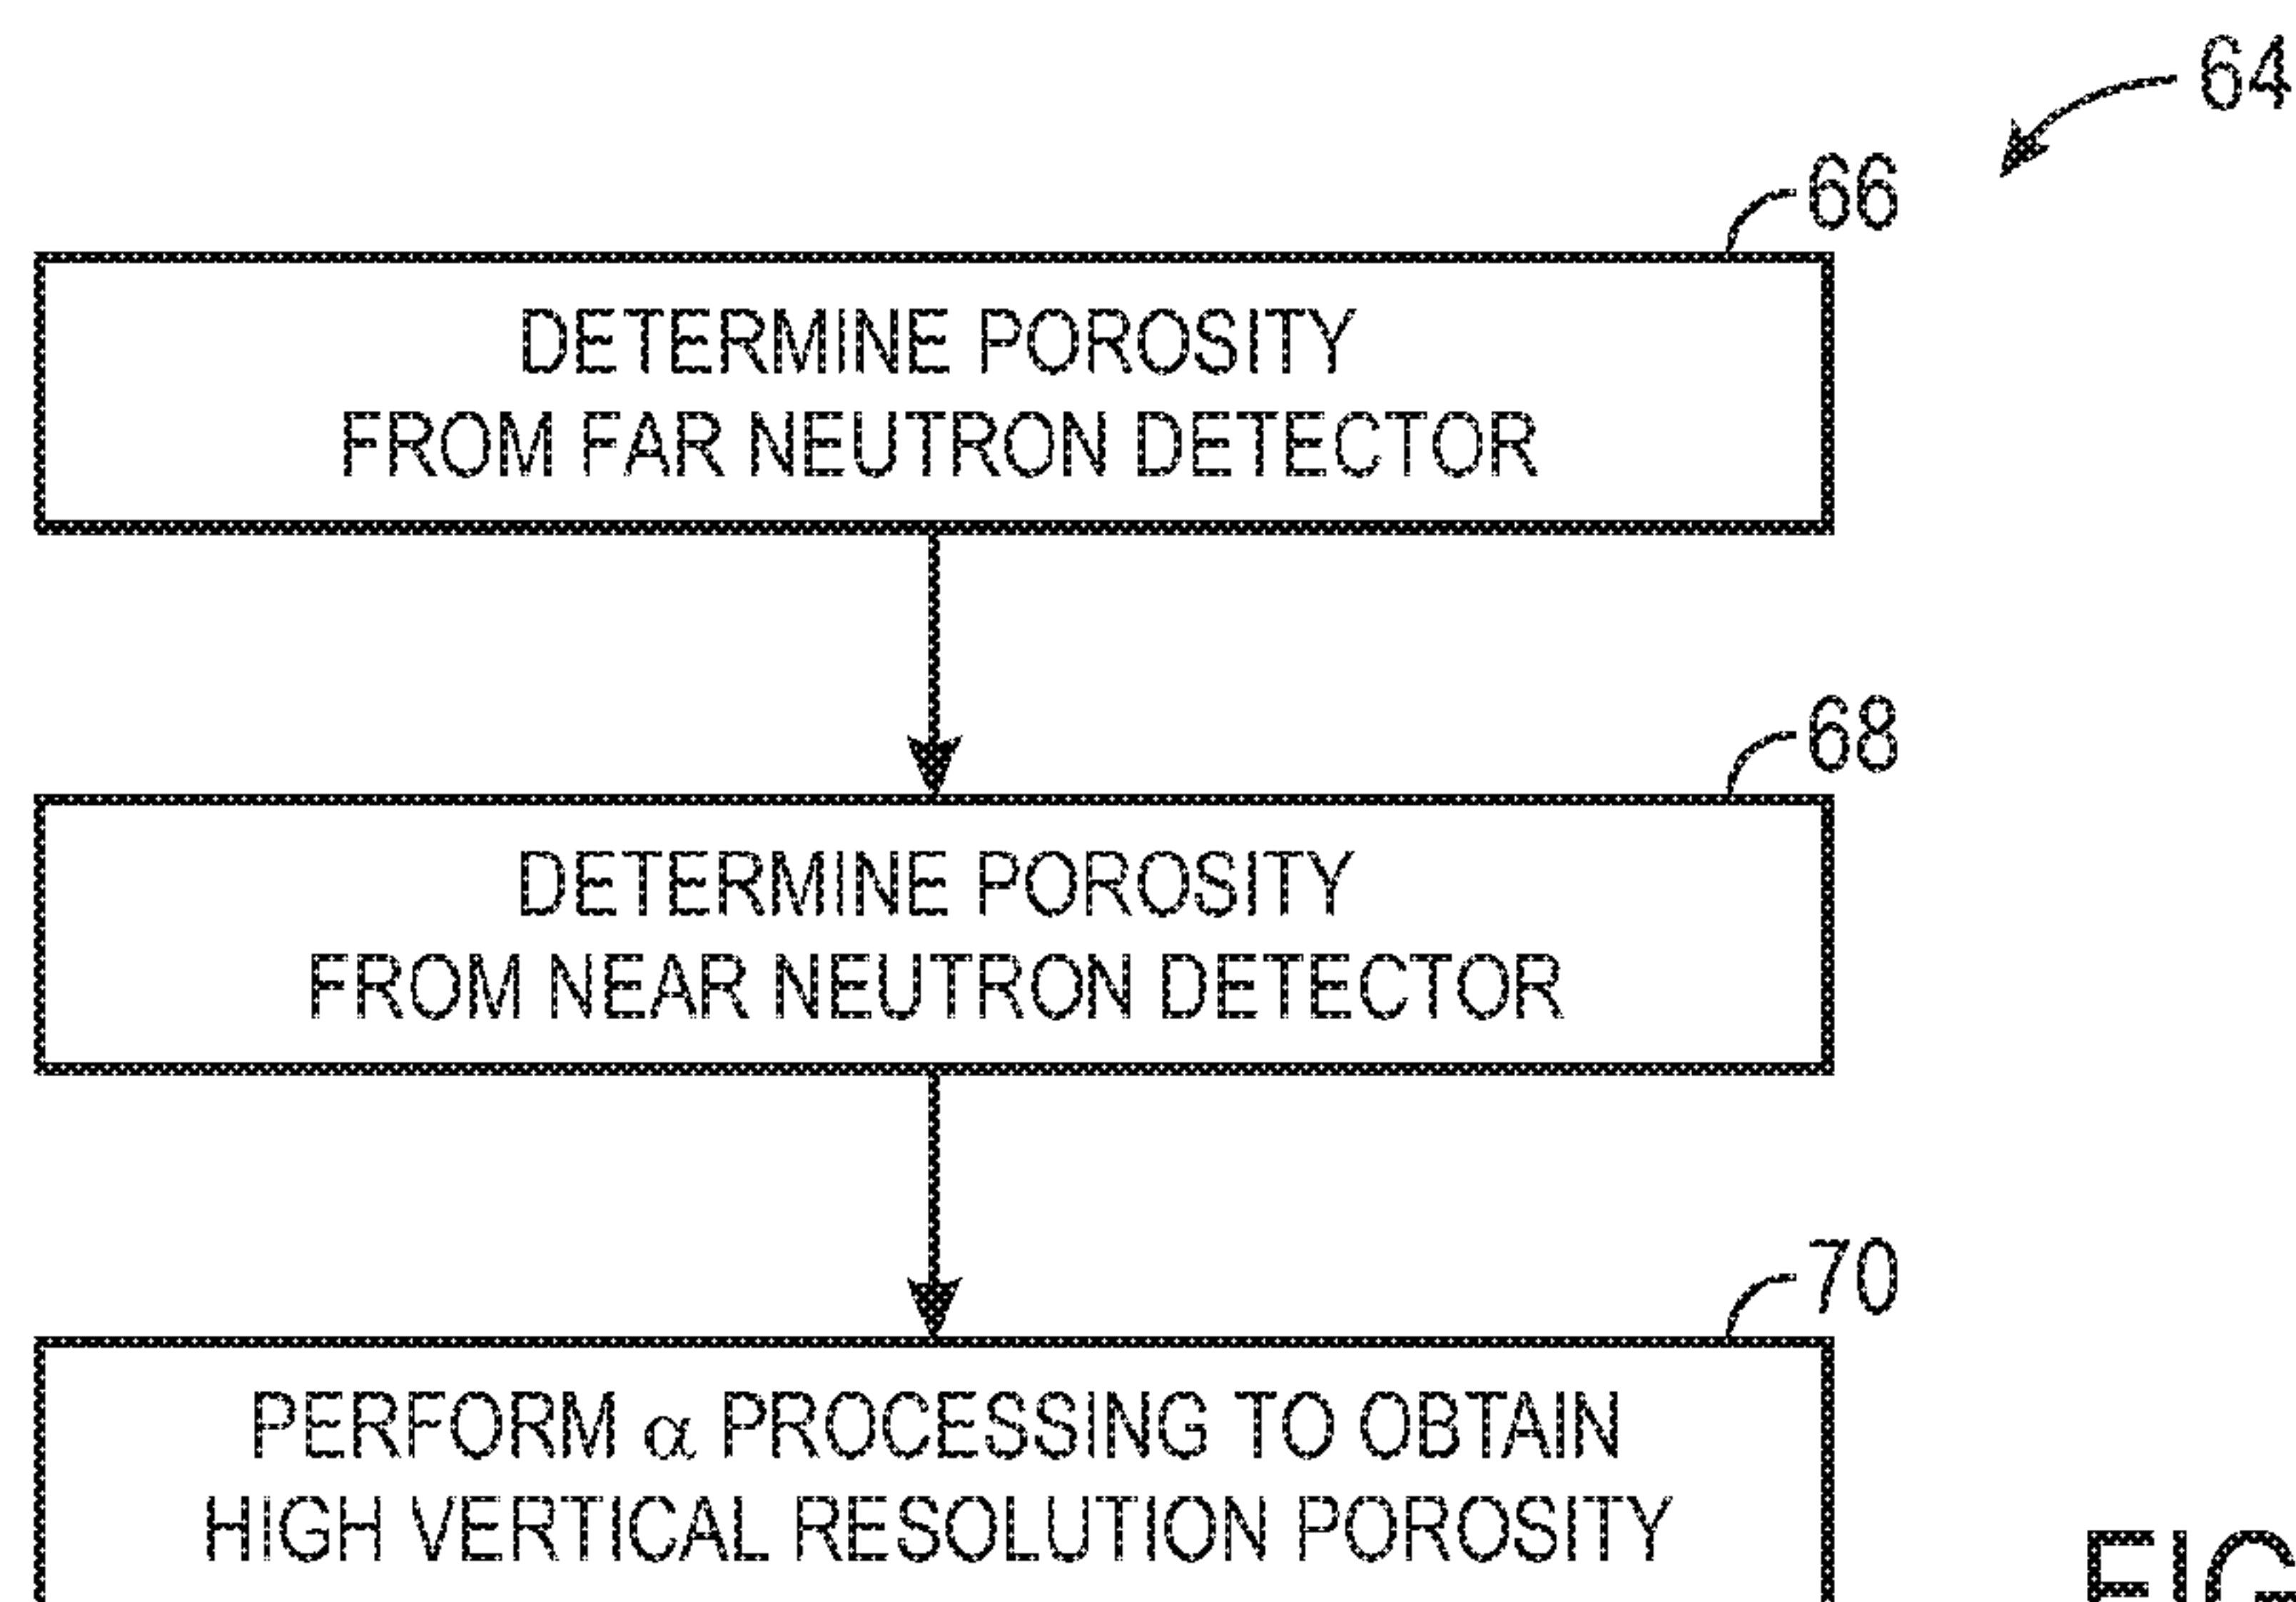 64
66
DETERMINE POROSITY
FROM FAR NEUTRON DETECTOR
68
DETERMINE POROSITY
FROM NEAR NEUTRON DETECTOR
70
PERFORM α PROCESSING TO OBTAIN
HIGH VERTICAL RESOLUTION POROSITY
FIG